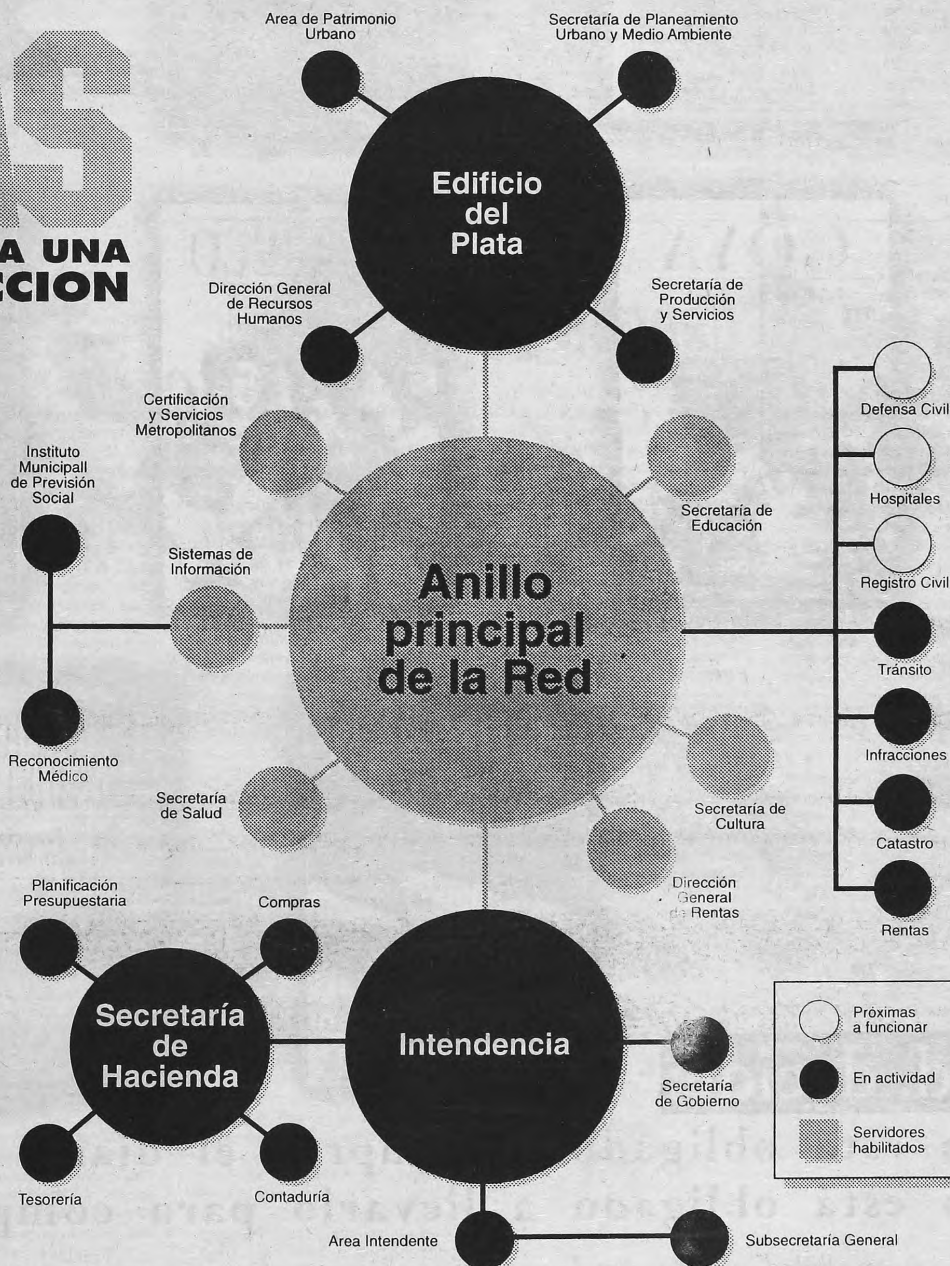 Area de Patrimonio
Urbano
Secretaría de Planeamiento
Urbano y Medio Ambiente
AS
A UNA
CCION
Edificio
del
Plata
Dirección General
de Recursos
Humanos
Secretaría de
Producción
y Servicios
Certificación
y Servicios
Metropolitanos
Instituto
Municipall
de Previsión
Social
Sistemas de
Información
Secretaría de
Educación
Anillo
principal
de la Red
Defensa Civil
Hospitales
Registro Civil
Tránsito
Infracciones
Catastro
Rentas
Reconocimiento
Médico
Secretaría
de Salud
Secretaría de
Cultura
Dirección
General
de Rentas
Planificación
Presupuestaria
Compras
Secretaría
de
Hacienda
Intendencia
Secretaría
de Gobierno
Tesorería
Contaduría
Area Intendente
Subsecretaría General
Próximas
a funcionar
En actividad
Servidores
habilitados